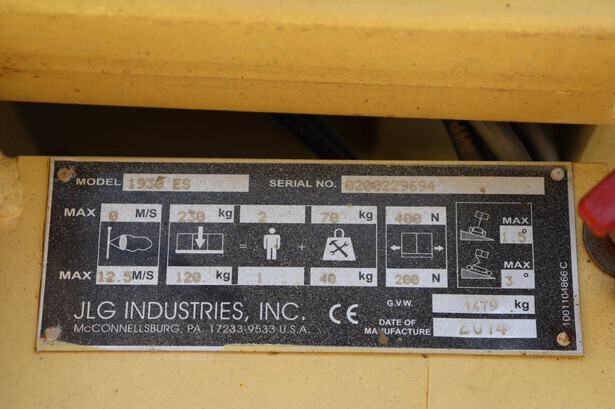 MODEL 1930 ES SERIAL NO. 0200229694
MAX 0 M/S 230 kg 2 70 kg 400 N MAX 1.5°
= +
MAX 12.5 M/S 120 kg 1 40 kg 200 N MAX 3°
G.V.W. kg
JLG INDUSTRIES, INC. CE DATE OF MANUFACTURE 2014
McCONNELLSBURG, PA. 17233-9533 U.S.A.
1001104866 C